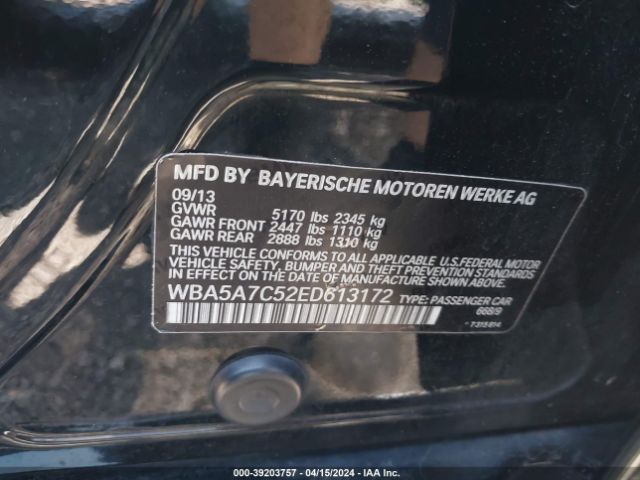 MFD BY BAYERISCHE MOTOREN WERKE AG
09/13
GVWR 5170 lbs 2345 kg
GAWR FRONT 2447 lbs 1110 kg
GAWR REAR 2888 lbs 1310 kg
THIS VEHICLE CONFORMS TO ALL APPLICABLE U.S.FEDERAL MOTOR
VEHICLE SAFETY, BUMPER, AND THEFT PREVENTION STANDARDS
IN EFFECT ON THE DATE OF MANUFACTURE SHOWN ABOVE.
WBA5A7C52ED613172 TYPE: PASSENGER CAR
668/9
* 7315614
000-39203757 - 04/15/2024 - IAA Inc.